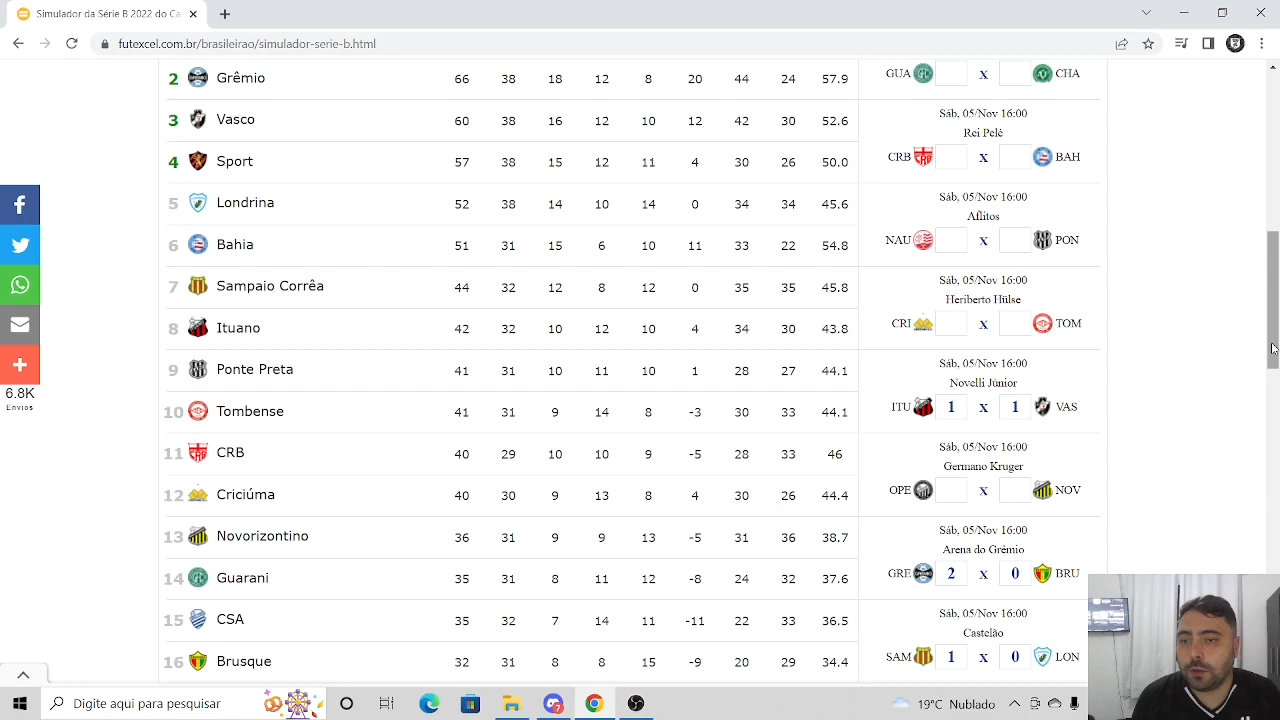 Simulador da Série B 2022 do Ca
futexcel.com.br/brasileirao/simulador-serie-b.html
2 Grêmio 66 38 18 12 8 20 44 24 57.9
3 Vasco 60 38 16 12 10 12 42 30 52.6
4 Sport 57 38 15 12 11 4 30 26 50.0
5 Londrina 52 38 14 10 14 0 34 34 45.6
6 Bahia 51 31 15 6 10 11 33 22 54.8
7 Sampaio Corrêa 44 32 12 8 12 0 35 35 45.8
8 Ituano 42 32 10 12 10 4 34 30 43.8
9 Ponte Preta 41 31 10 11 10 1 28 27 44.1
10 Tombense 41 31 9 14 8 -3 30 33 44.1
11 CRB 40 29 10 10 9 -5 28 33 46
12 Criciúma 40 30 9 13 8 4 30 26 44.4
13 Novorizontino 36 31 9 9 13 -5 31 36 38.7
14 Guarani 35 31 8 11 12 -8 24 32 37.6
15 CSA 35 32 7 14 11 -11 22 33 36.5
16 Brusque 32 31 8 8 15 -9 20 29 34.4
GUA x CHA
Sáb, 05/Nov 16:00
Rei Pelé
CRB x BAH
Sáb, 05/Nov 16:00
Aflitos
NAU x PON
Sáb, 05/Nov 16:00
Heriberto Hülse
CRI x TOM
Sáb, 05/Nov 16:00
Novelli Júnior
ITU 1 x 1 VAS
Sáb, 05/Nov 16:00
Germano Kruger
OPE x NOV
Sáb, 05/Nov 16:00
Arena do Grêmio
GRE 2 x 0 BRU
Sáb, 05/Nov 16:00
Castelão
SAM 1 x 0 LON
6.8K
Envios
Digite aqui para pesquisar
19°C Nublado